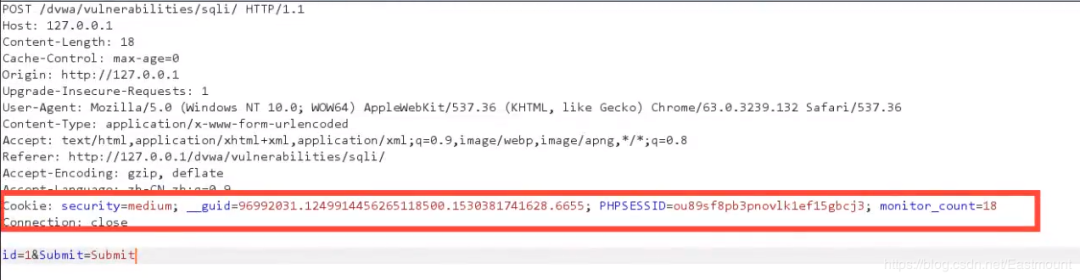 POST /dvwa/vulnerabilities/sqli/ HTTP/1.1
Host: 127.0.0.1
Content-Length: 18
Cache-Control: max-age=0
Origin: http://127.0.0.1
Upgrade-Insecure-Requests: 1
User-Agent: Mozilla/5.0 (Windows NT 10.0; WOW64) AppleWebKit/537.36 (KHTML, like Gecko) Chrome/63.0.3239.132 Safari/537.36
Content-Type: application/x-www-form-urlencoded
Accept: text/html,application/xhtml+xml,application/xml;q=0.9,image/webp,image/apng,*/*;q=0.8
Referer: http://127.0.0.1/dvwa/vulnerabilities/sqli/
Accept-Encoding: gzip, deflate
Accept-Language: zh-CN,zh;q=0.9
Cookie: security=medium; __guid=96992031.1249914456265118500.1530381741628.6655; PHPSESSID=ou89sf8pb3pnovlk1ef15gbcj3; monitor_count=18
Connection: close
id=1&Submit=Submit
https://blog.csdn.net/Eastmount